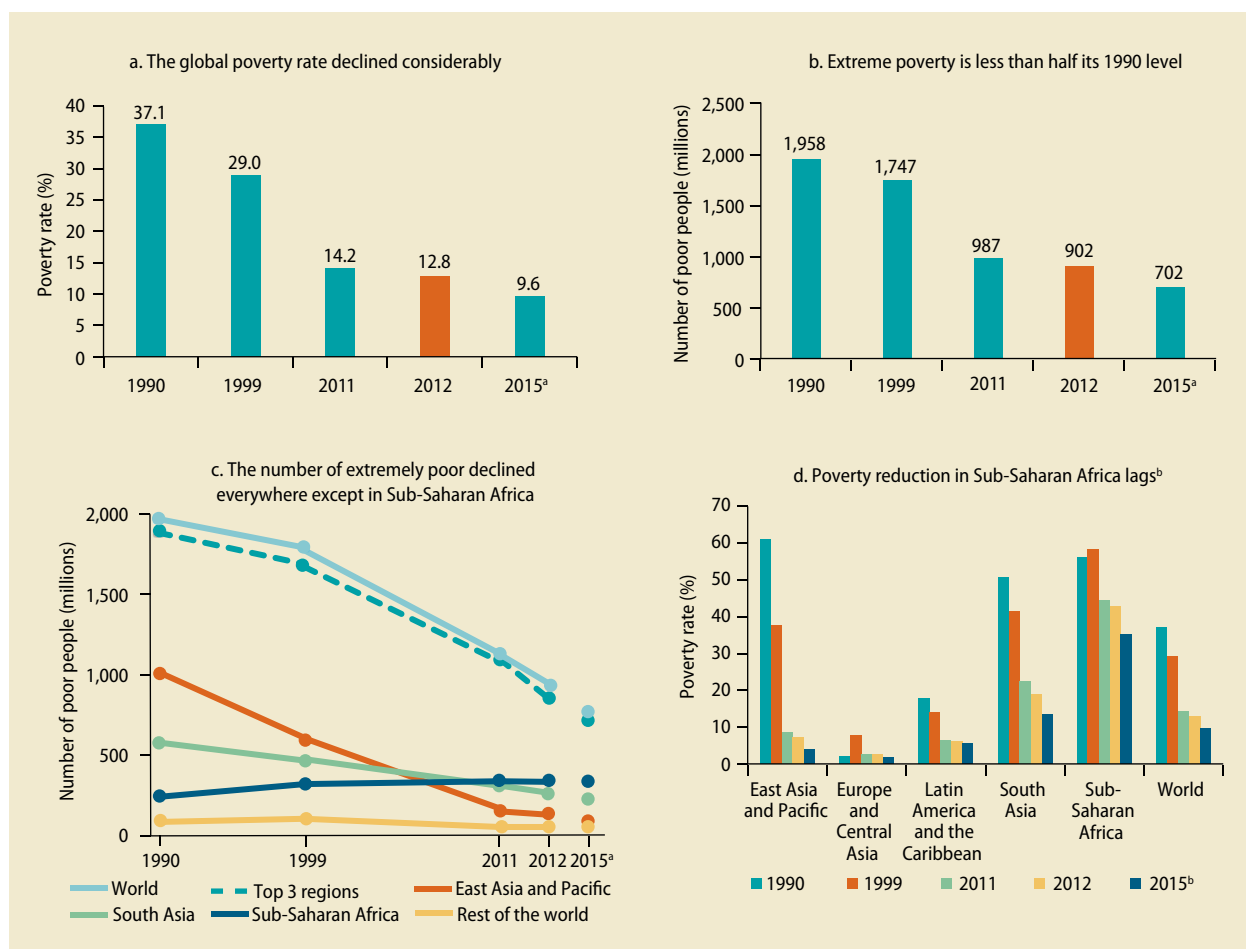 a. The global poverty rate declined considerably
Poverty rate (%)
40
35
30
25
20
15
10
5
0
37.1
29.0
14.2
12.8
9.6
1990
1999
2011
2012
2015ᵃ
b. Extreme poverty is less than half its 1990 level
Number of poor people (millions)
2,500
2,000
1,500
1,000
500
0
1,958
1,747
987
902
702
1990
1999
2011
2012
2015ᵃ
c. The number of extremely poor declined
everywhere except in Sub-Saharan Africa
Number of poor people (millions)
2,000
1,500
1,000
500
0
1990
1999
2011
2012
2015ᵃ
World
Top 3 regions
East Asia and Pacific
South Asia
Sub-Saharan Africa
Rest of the world
d. Poverty reduction in Sub-Saharan Africa lagsᵇ
Poverty rate (%)
70
60
50
40
30
20
10
0
East Asia
and Pacific
Europe
and
Central
Asia
Latin
America
and the
Caribbean
South
Asia
Sub-
Saharan
Africa
World
1990
1999
2011
2012
2015ᵇ